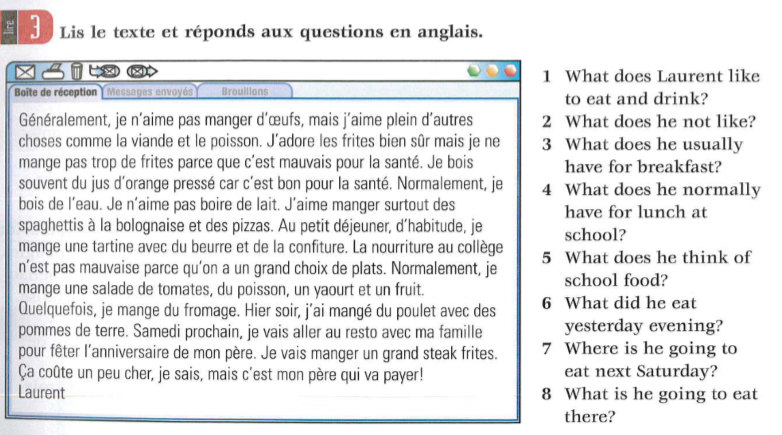 lire
3 Lis le texte et réponds aux questions en anglais.
Boîte de réception Messages envoyés Brouillons
Généralement, je n'aime pas manger d'œufs, mais j'aime plein d'autres
choses comme la viande et le poisson. J'adore les frites bien sûr mais je ne
mange pas trop de frites parce que c'est mauvais pour la santé. Je bois
souvent du jus d'orange pressé car c'est bon pour la santé. Normalement, je
bois de l'eau. Je n'aime pas boire de lait. J'aime manger surtout des
spaghettis à la bolognaise et des pizzas. Au petit déjeuner, d'habitude, je
mange une tartine avec du beurre et de la confiture. La nourriture au collège
n'est pas mauvaise parce qu'on a un grand choix de plats. Normalement, je
mange une salade de tomates, du poisson, un yaourt et un fruit.
Quelquefois, je mange du fromage. Hier soir, j'ai mangé du poulet avec des
pommes de terre. Samedi prochain, je vais aller au resto avec ma famille
pour fêter l'anniversaire de mon père. Je vais manger un grand steak frites.
Ça coûte un peu cher, je sais, mais c'est mon père qui va payer!
Laurent
1 What does Laurent like
to eat and drink?
2 What does he not like?
3 What does he usually
have for breakfast?
4 What does he normally
have for lunch at
school?
5 What does he think of
school food?
6 What did he eat
yesterday evening?
7 Where is he going to
eat next Saturday?
8 What is he going to eat
there?